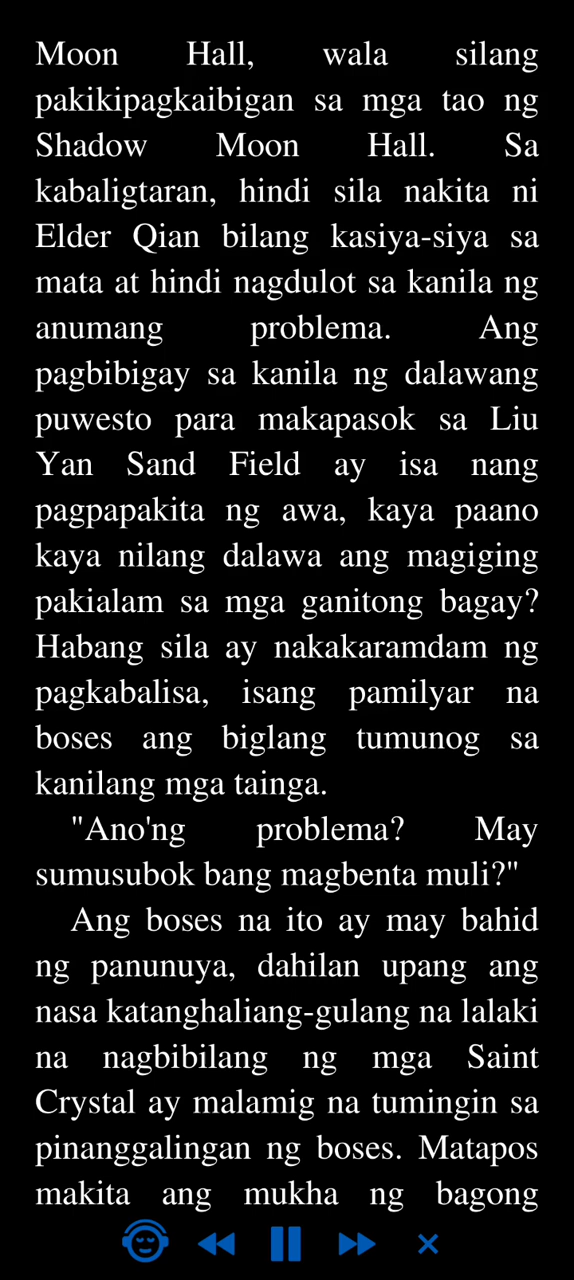 Moon Hall, wala silang
pakikipagkaibigan sa mga tao ng
Shadow Moon Hall. Sa
kabaligtaran, hindi sila nakita ni
Elder Qian bilang kasiya-siya sa
mata at hindi nagdulot sa kanila ng
anumang problema. Ang
pagbibigay sa kanila ng dalawang
puwesto para makapasok sa Liu
Yan Sand Field ay isa nang
pagpapakita ng awa, kaya paano
kaya nilang dalawa ang magiging
pakialam sa mga ganitong bagay?
Habang sila ay nakakaramdam ng
pagkabalisa, isang pamilyar na
boses ang biglang tumunog sa
kanilang mga tainga.
"Ano'ng problema? May
sumusubok bang magbenta muli?"
Ang boses na ito ay may bahid
ng panunuya, dahilan upang ang
nasa katanghaliang-gulang na lalaki
na nagbibilang ng mga Saint
Crystal ay malamig na tumingin sa
pinanggalingan ng boses. Matapos
makita ang mukha ng bagong